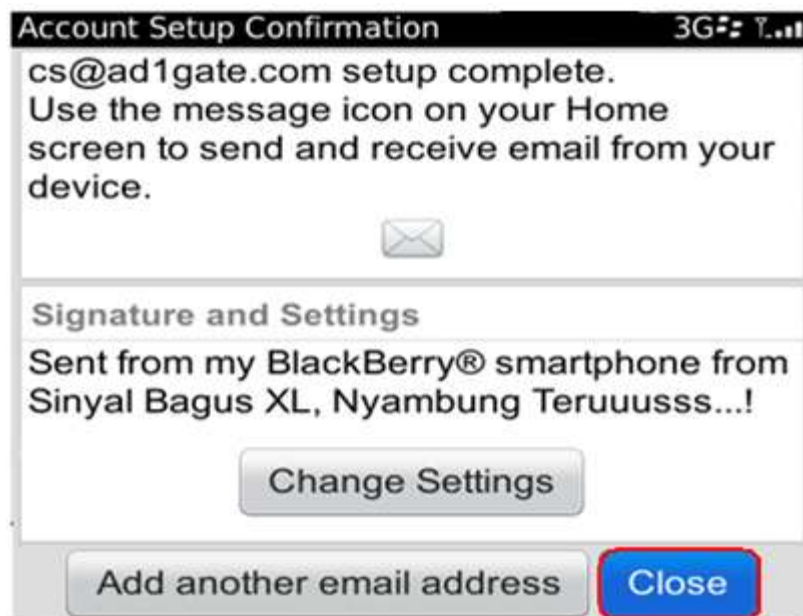 Account Setup Confirmation 3G
cs@ad1gate.com setup complete.
Use the message icon on your Home
screen to send and receive email from your
device.
Signature and Settings
Sent from my BlackBerry® smartphone from
Sinyal Bagus XL, Nyambung Teruuusss...!
Change Settings
Add another email address Close